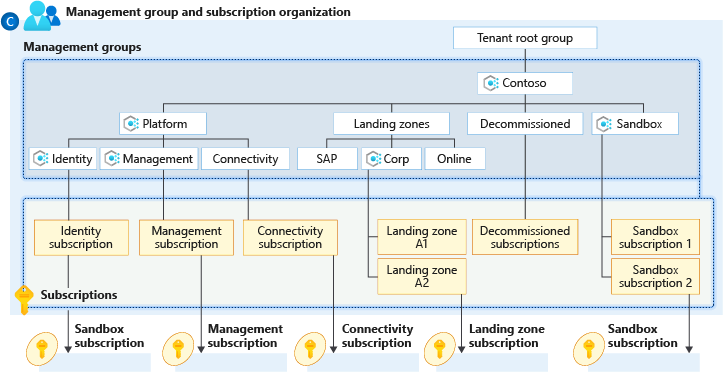 C
Management group and subscription organization
Management groups
Tenant root group
Contoso
Platform
Landing zones
Decommissioned
Sandbox
Identity
Management
Connectivity
SAP
Corp
Online
Identity
subscription
Management
subscription
Connectivity
subscription
Landing zone
A1
Decommissioned
subscriptions
Sandbox
subscription 1
Landing zone
A2
Sandbox
subscription 2
Subscriptions
Sandbox
subscription
Management
subscription
Connectivity
subscription
Landing zone
subscription
Sandbox
subscription